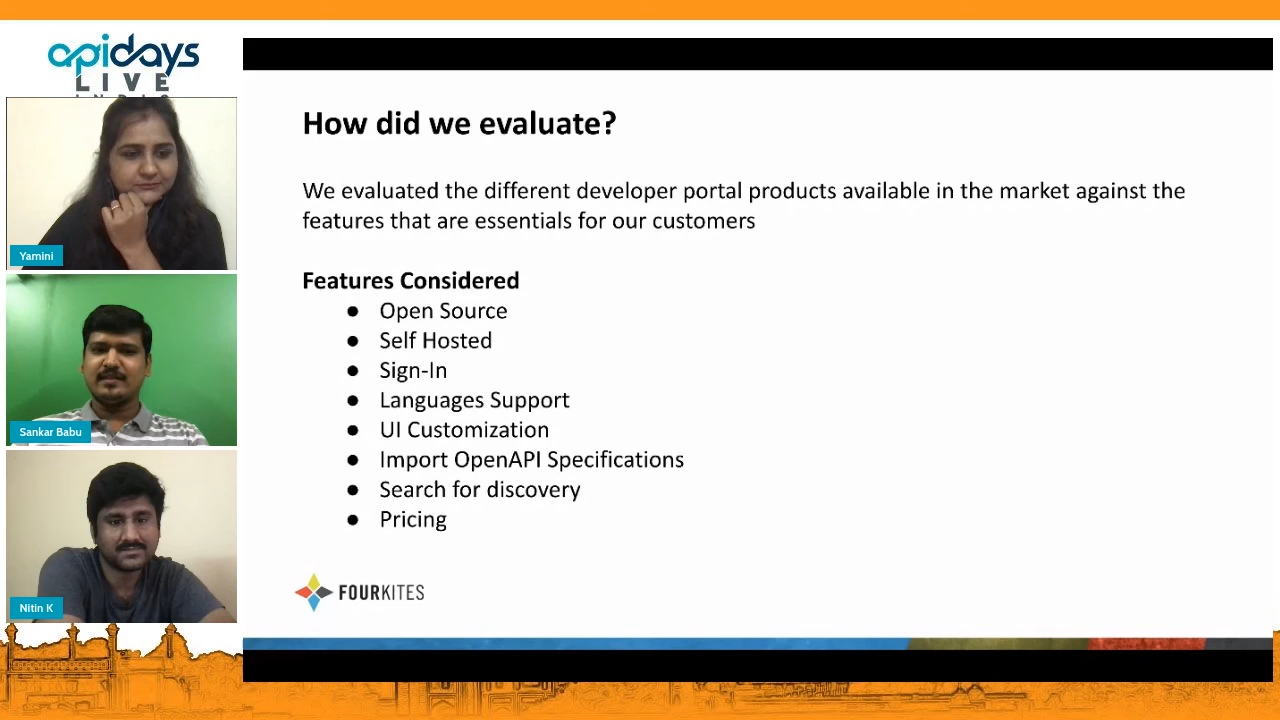 apidays
LIVE
Yamini
Sankar Babu
Nitin K
How did we evaluate?
We evaluated the different developer portal products available in the market against the
features that are essentials for our customers
Features Considered
● Open Source
● Self Hosted
● Sign-In
● Languages Support
● UI Customization
● Import OpenAPI Specifications
● Search for discovery
● Pricing
FOURKITES